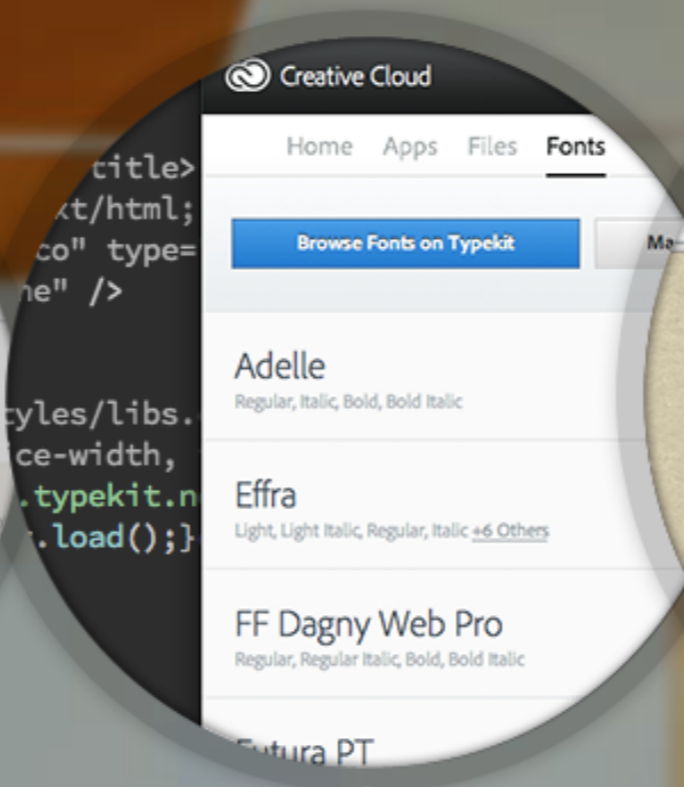 title>
xt/html;
co" type=
ne" />
tyles/libs.
ice-width,
.typekit.n
.load();}
Creative Cloud
Home Apps Files Fonts
Browse Fonts on Typekit
Adelle
Regular, Italic, Bold, Bold Italic
Effra
Light, Light Italic, Regular, Italic +6 Others
FF Dagny Web Pro
Regular, Regular Italic, Bold, Bold Italic
Futura PT